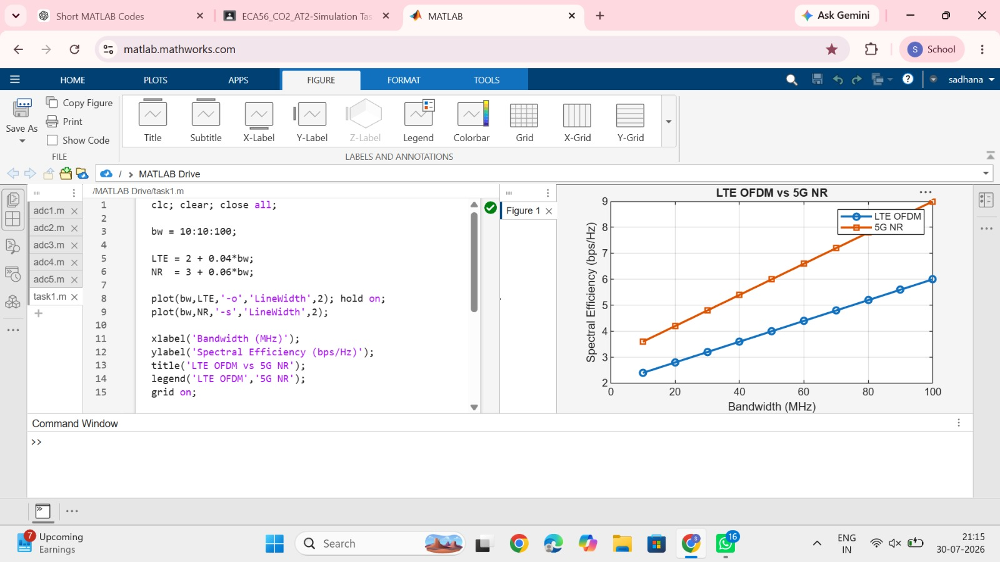 Short MATLAB Codes
ECA56_CO2_AT2-Simulation Tas
MATLAB
Ask Gemini
matlab.mathworks.com
S
School
HOME
PLOTS
APPS
FIGURE
FORMAT
TOOLS
sadhana
Save As
Copy Figure
Print
Show Code
FILE
Title
Subtitle
X-Label
Y-Label
Z-Label
Legend
Colorbar
Grid
X-Grid
Y-Grid
LABELS AND ANNOTATIONS
/ > MATLAB Drive
adc1.m
adc2.m
adc3.m
adc4.m
adc5.m
task1.m
/MATLAB Drive/task1.m
1 clc; clear; close all;
2
3 bw = 10:10:100;
4
5 LTE = 2 + 0.04*bw;
6 NR  = 3 + 0.06*bw;
7
8 plot(bw,LTE,'-o','LineWidth',2); hold on;
9 plot(bw,NR,'-s','LineWidth',2);
10
11 xlabel('Bandwidth (MHz)');
12 ylabel('Spectral Efficiency (bps/Hz)');
13 title('LTE OFDM vs 5G NR');
14 legend('LTE OFDM','5G NR');
15 grid on;
Figure 1
LTE OFDM vs 5G NR
LTE OFDM
5G NR
Spectral Efficiency (bps/Hz)
9
8
7
6
5
4
3
2
0 20 40 60 80 100
Bandwidth (MHz)
Command Window
>>
7
Upcoming
Earnings
Search
16
ENG
IN
21:15
30-07-2026